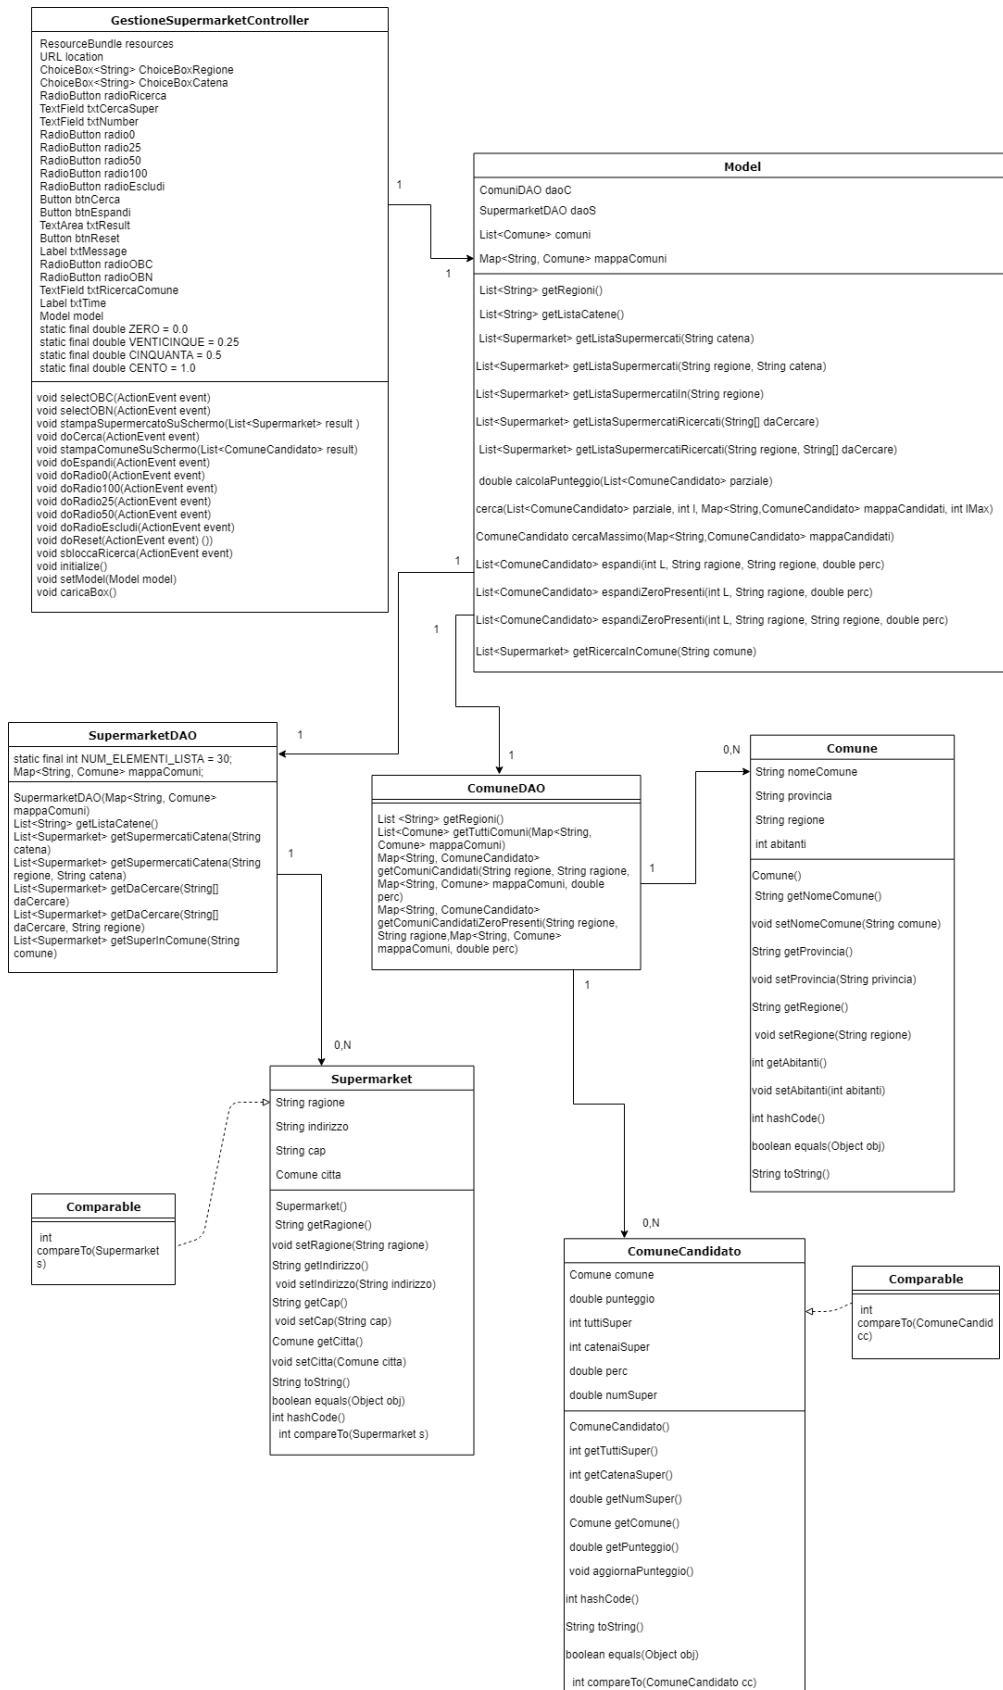 GestioneSupermarketController
ResourceBundle resources
URL location
ChoiceBox<String> ChoiceBoxRegione
ChoiceBox<String> ChoiceBoxCatena
RadioButton radioRicerca
TextField txtCercaSuper
TextField txtNumber
RadioButton radio0
RadioButton radio25
RadioButton radio50
RadioButton radio100
RadioButton radioEscludi
Button btnCerca
Button btnEspandi
TextArea txtResult
Button btnReset
Label txtMessage
RadioButton radioOBC
RadioButton radioOBN
TextField txtRicercaComune
Label txtTime
Model model
static final double ZERO = 0.0
static final double VENTICINQUE = 0.25
static final double CINQUANTA = 0.5
static final double CENTO = 1.0
void selectOBC(ActionEvent event)
void selectOBN(ActionEvent event)
void stampaSupermercatoSuSchermo(List<Supermarket> result )
void doCerca(ActionEvent event)
void stampaComuneSuSchermo(List<ComuneCandidato> result)
void doEspandi(ActionEvent event)
void doRadio0(ActionEvent event)
void doRadio100(ActionEvent event)
void doRadio25(ActionEvent event)
void doRadio50(ActionEvent event)
void doRadioEscludi(ActionEvent event)
void doReset(ActionEvent event) ())
void sbloccaRicerca(ActionEvent event)
void initialize()
void setModel(Model model)
void caricaBox()
1
1
Model
ComuniDAO daoC
SupermarketDAO daoS
List<Comune> comuni
Map<String, Comune> mappaComuni
List<String> getRegioni()
List<String> getListaCatene()
List<Supermarket> getListaSupermercati(String catena)
List<Supermarket> getListaSupermercati(String regione, String catena)
List<Supermarket> getListaSupermercatiIn(String regione)
List<Supermarket> getListaSupermercatiRicercati(String[] daCercare)
List<Supermarket> getListaSupermercatiRicercati(String regione, String[] daCercare)
double calcolaPunteggio(List<ComuneCandidato> parziale)
cerca(List<ComuneCandidato> parziale, int l, Map<String,ComuneCandidato> mappaCandidati, int lMax)
ComuneCandidato cercaMassimo(Map<String,ComuneCandidato> mappaCandidati)
List<ComuneCandidato> espandi(int L, String ragione, String regione, double perc)
List<ComuneCandidato> espandiZeroPresenti(int L, String ragione, double perc)
List<ComuneCandidato> espandiZeroPresenti(int L, String ragione, String regione, double perc)
List<Supermarket> getRicercaInComune(String comune)
1
1
1
1
SupermarketDAO
static final int NUM_ELEMENTI_LISTA = 30;
Map<String, Comune> mappaComuni;
SupermarketDAO(Map<String, Comune>
mappaComuni)
List<String> getListaCatene()
List<Supermarket> getSupermercatiCatena(String
catena)
List<Supermarket> getSupermercatiCatena(String
regione, String catena)
List<Supermarket> getDaCercare(String[]
daCercare)
List<Supermarket> getDaCercare(String[]
daCercare, String regione)
List<Supermarket> getSuperInComune(String
comune)
1
0,N
ComuneDAO
List <String> getRegioni()
List<Comune> getTuttiComuni(Map<String,
Comune> mappaComuni)
Map<String, ComuneCandidato>
getComuniCandidati(String regione, String ragione,
Map<String, Comune> mappaComuni, double
perc)
Map<String, ComuneCandidato>
getComuniCandidatiZeroPresenti(String regione,
String ragione,Map<String, Comune>
mappaComuni, double perc)
1
0,N
1
0,N
Comune
String nomeComune
String provincia
String regione
int abitanti
Comune()
String getNomeComune()
void setNomeComune(String comune)
String getProvincia()
void setProvincia(String privincia)
String getRegione()
void setRegione(String regione)
int getAbitanti()
void setAbitanti(int abitanti)
int hashCode()
boolean equals(Object obj)
String toString()
Supermarket
String ragione
String indirizzo
String cap
Comune citta
Supermarket()
String getRagione()
void setRagione(String ragione)
String getIndirizzo()
void setIndirizzo(String indirizzo)
String getCap()
void setCap(String cap)
Comune getCitta()
void setCitta(Comune citta)
String toString()
boolean equals(Object obj)
int hashCode()
int compareTo(Supermarket s)
Comparable
int
compareTo(Supermarket
s)
ComuneCandidato
Comune comune
double punteggio
int tuttiSuper
int catenaiSuper
double perc
double numSuper
ComuneCandidato()
int getTuttiSuper()
int getCatenaSuper()
double getNumSuper()
Comune getComune()
double getPunteggio()
void aggiornaPunteggio()
int hashCode()
String toString()
boolean equals(Object obj)
int compareTo(ComuneCandidato cc)
Comparable
int
compareTo(ComuneCandid
cc)